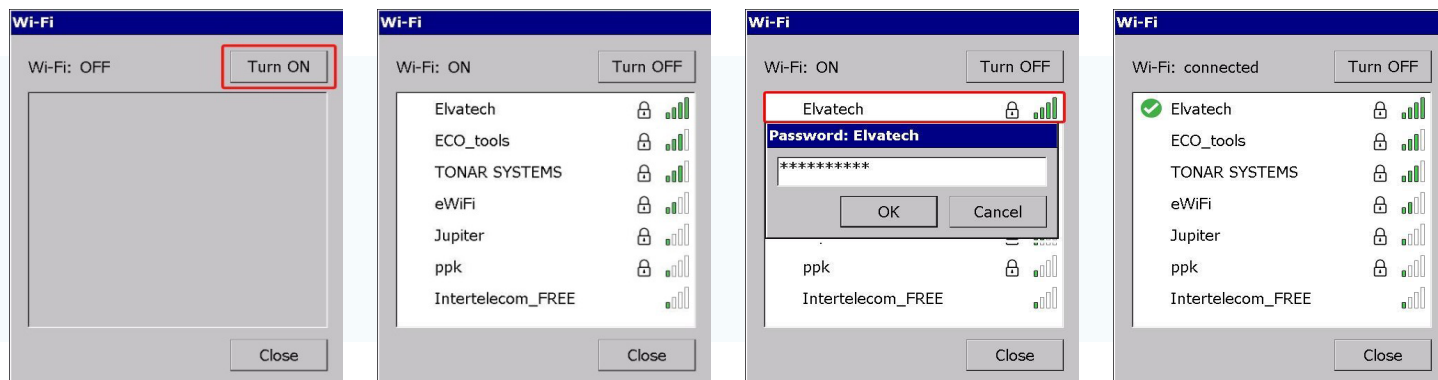 Wi-Fi
Wi-Fi: OFF
Turn ON
Close
Wi-Fi
Wi-Fi: ON
Turn OFF
Elvatech
ECO_tools
TONAR SYSTEMS
eWiFi
Jupiter
ppk
Intertelecom_FREE
Close
Wi-Fi
Wi-Fi: ON
Turn OFF
Elvatech
Password: Elvatech
**********
OK Cancel
ppk
Intertelecom_FREE
Close
Wi-Fi
Wi-Fi: connected
Turn OFF
Elvatech
ECO_tools
TONAR SYSTEMS
eWiFi
Jupiter
ppk
Intertelecom_FREE
Close